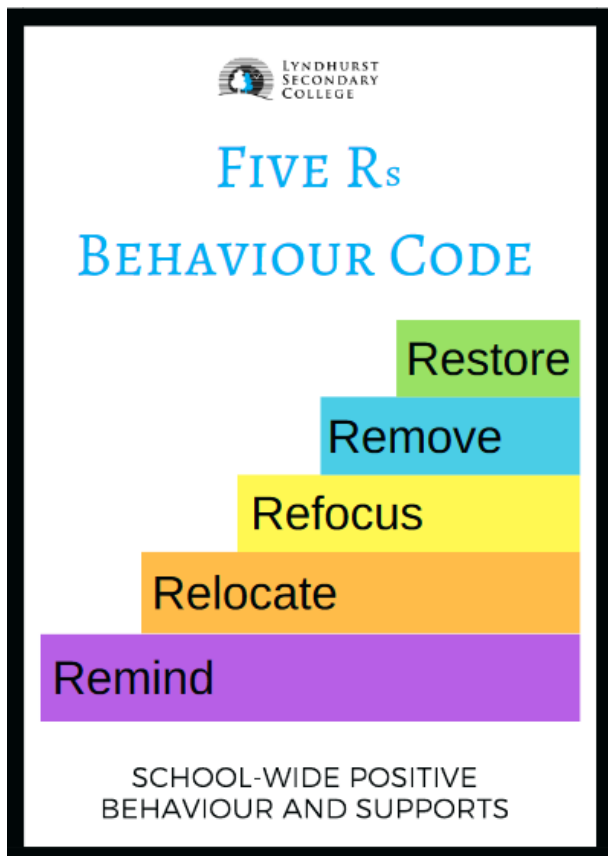 LYNDHURST
SECONDARY
COLLEGE
FIVE Rs
BEHAVIOUR CODE
Restore
Remove
Refocus
Relocate
Remind
SCHOOL-WIDE POSITIVE
BEHAVIOUR AND SUPPORTS